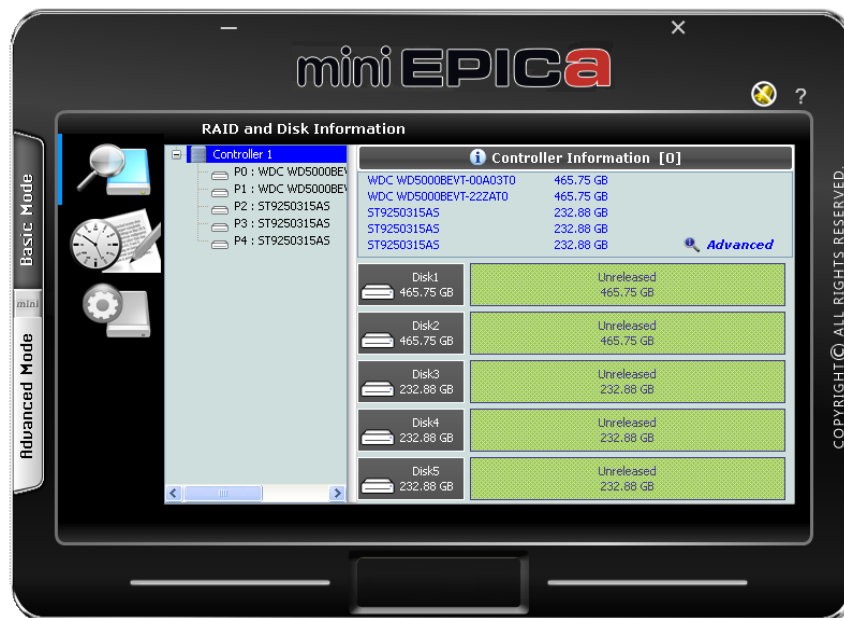 mini EPICa
?
RAID and Disk Information
Basic Mode
mini
Advanced Mode
Controller 1
P0 : WDC WD5000BEV
P1 : WDC WD5000BEV
P2 : ST9250315AS
P3 : ST9250315AS
P4 : ST9250315AS
Controller Information [0]
WDC WD5000BEVT-00A03T0 465.75 GB
WDC WD5000BEVT-22ZAT0 465.75 GB
ST9250315AS 232.88 GB
ST9250315AS 232.88 GB
ST9250315AS 232.88 GB
Advanced
Disk1
465.75 GB
Unreleased
465.75 GB
Disk2
465.75 GB
Unreleased
465.75 GB
Disk3
232.88 GB
Unreleased
232.88 GB
Disk4
232.88 GB
Unreleased
232.88 GB
Disk5
232.88 GB
Unreleased
232.88 GB
COPYRIGHT© ALL RIGHTS RESERVED.